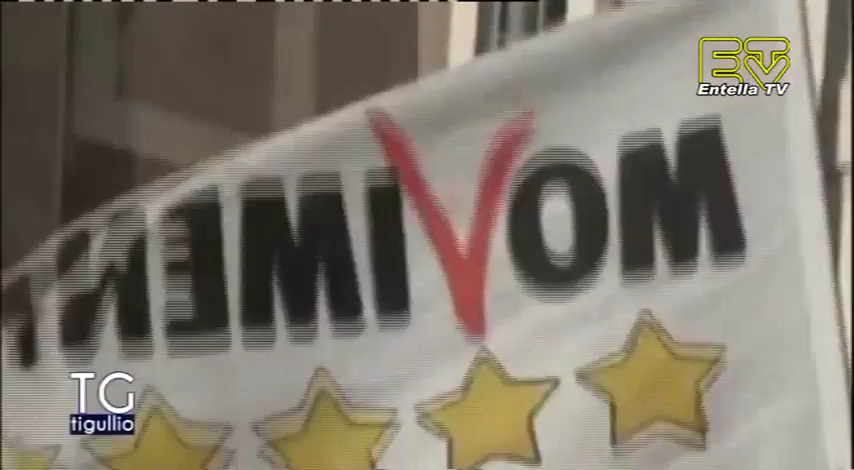 ETV
Entella TV
MOVIMENT
TG
tigullio